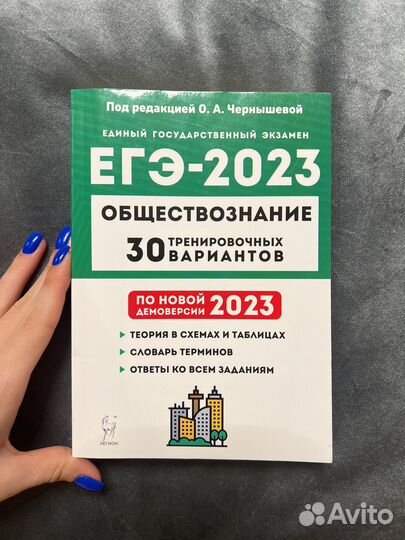 Под редакцией О. А. Чернышевой
ЕДИНЫЙ ГОСУДАРСТВЕННЫЙ ЭКЗАМЕН
ЕГЭ-2023
ОБЩЕСТВОЗНАНИЕ
30 ТРЕНИРОВОЧНЫХ
ВАРИАНТОВ
ПО НОВОЙ
ДЕМОВЕРСИИ 2023
ТЕОРИЯ В СХЕМАХ И ТАБЛИЦАХ
СЛОВАРЬ ТЕРМИНОВ
ОТВЕТЫ КО ВСЕМ ЗАДАНИЯМ
ЛЕГИОН
Avito